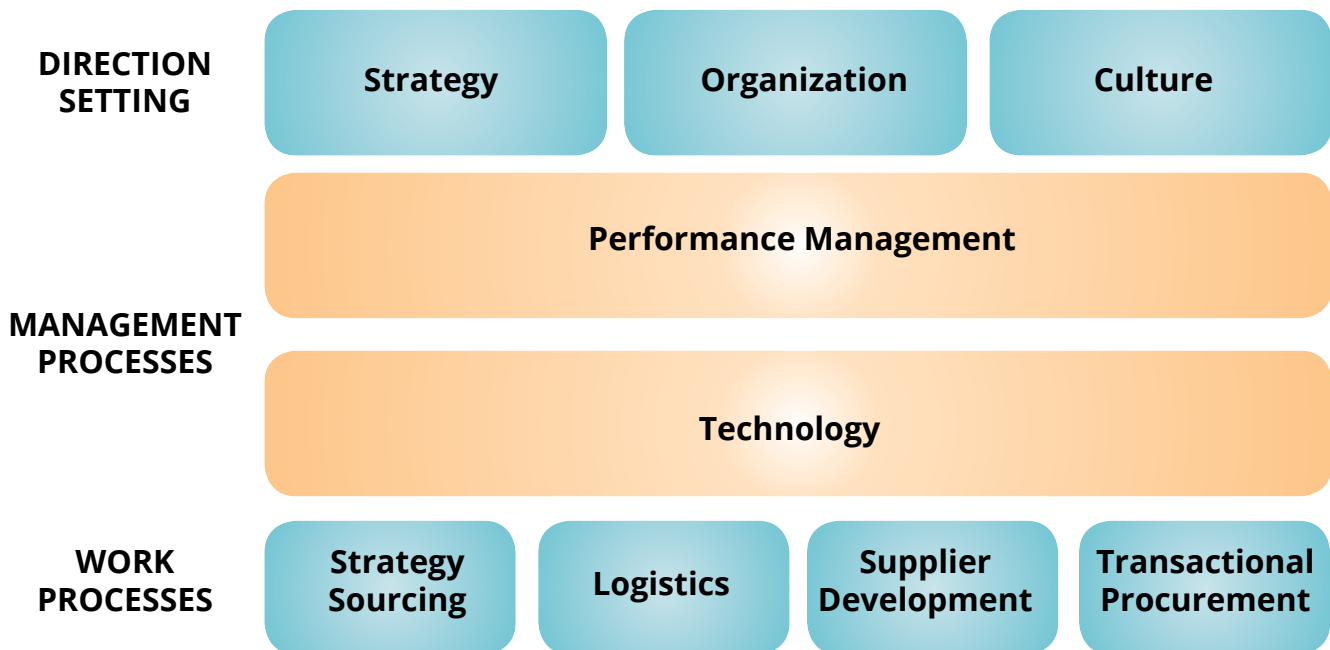 DIRECTION
SETTING
Strategy
Organization
Culture
Performance Management
MANAGEMENT
PROCESSES
Technology
WORK
PROCESSES
Strategy
Sourcing
Logistics
Supplier
Development
Transactional
Procurement